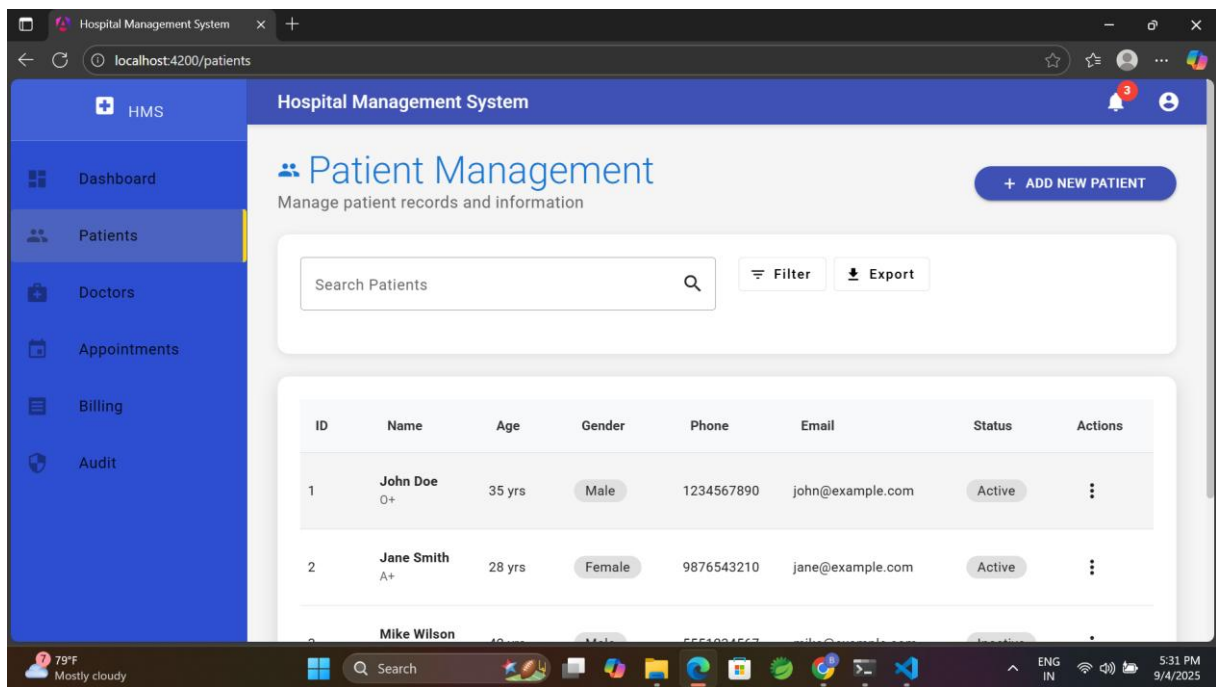 Hospital Management System
localhost:4200/patients
HMS
Hospital Management System
3
Dashboard
Patients
Doctors
Appointments
Billing
Audit
Patient Management
Manage patient records and information
+ ADD NEW PATIENT
Search Patients
Filter
Export
ID Name Age Gender Phone Email Status Actions
1 John Doe 35 yrs Male 1234567890 john@example.com Active
O+
2 Jane Smith 28 yrs Female 9876543210 jane@example.com Active
A+
Mike Wilson
7
79°F
Mostly cloudy
Search
ENG
IN
5:31 PM
9/4/2025